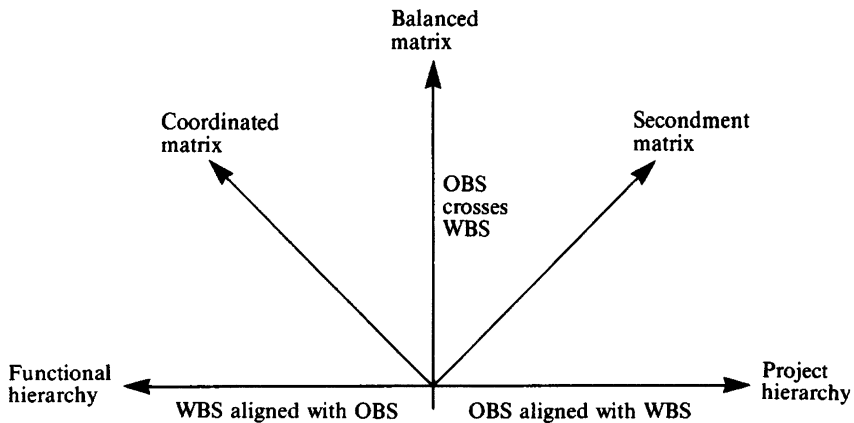 Balanced
matrix
Coordinated
matrix
Secondment
matrix
OBS
crosses
WBS
Functional
hierarchy
WBS aligned with OBS
OBS aligned with WBS
Project
hierarchy